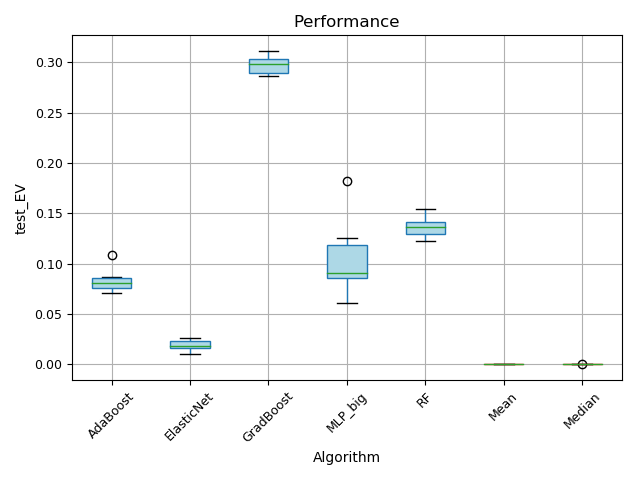 Performance
test_EV
0.30
0.25
0.20
0.15
0.10
0.05
0.00
AdaBoost
ElasticNet
GradBoost
MLP_big
RF
Mean
Median
Algorithm